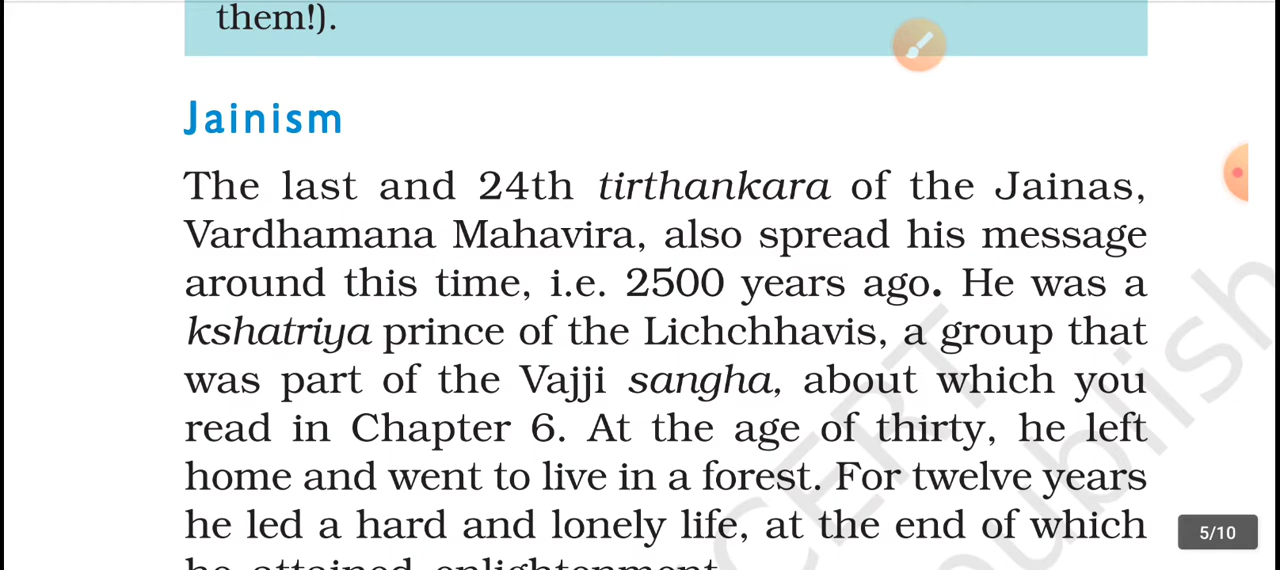 them!).
Jainism
The last and 24th tirthankara of the Jainas,
Vardhamana Mahavira, also spread his message
around this time, i.e. 2500 years ago. He was a
kshatriya prince of the Lichchhavis, a group that
was part of the Vajji sangha, about which you
read in Chapter 6. At the age of thirty, he left
home and went to live in a forest. For twelve years
he led a hard and lonely life, at the end of which
he attained enlightenment.
5/10